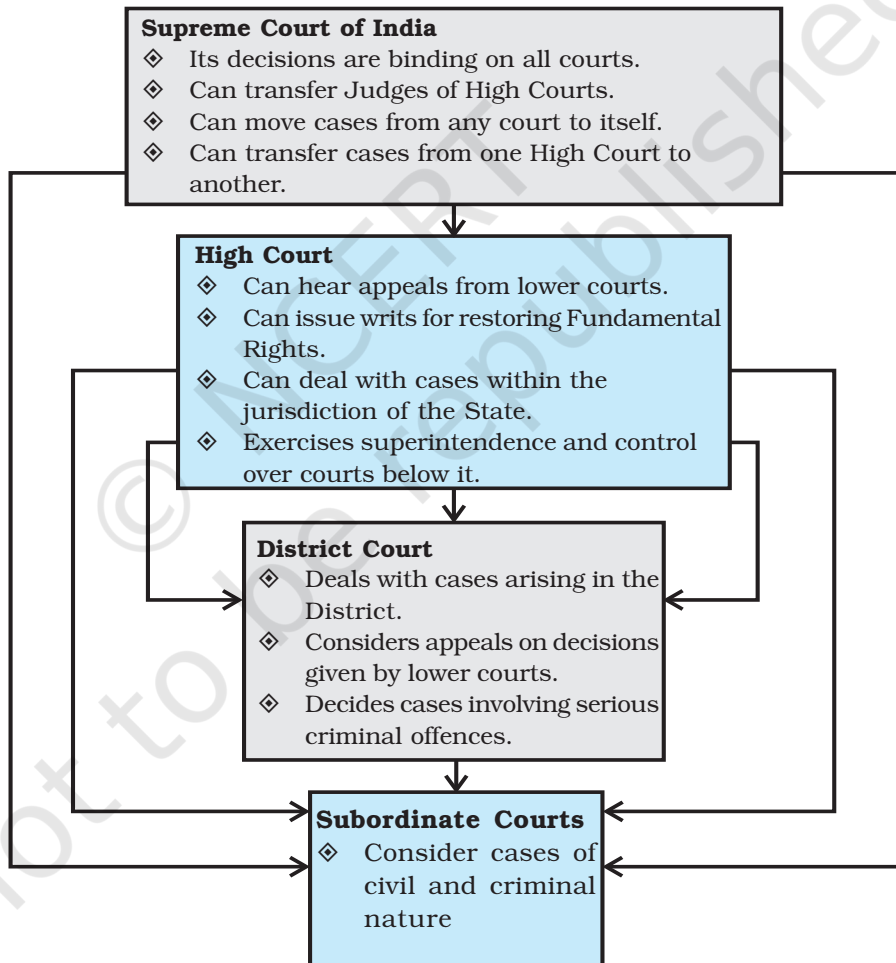 Supreme Court of India
◈ Its decisions are binding on all courts.
◈ Can transfer Judges of High Courts.
◈ Can move cases from any court to itself.
◈ Can transfer cases from one High Court to
another.
High Court
◈ Can hear appeals from lower courts.
◈ Can issue writs for restoring Fundamental
Rights.
◈ Can deal with cases within the
jurisdiction of the State.
◈ Exercises superintendence and control
over courts below it.
District Court
◈ Deals with cases arising in the
District.
◈ Considers appeals on decisions
given by lower courts.
◈ Decides cases involving serious
criminal offences.
Subordinate Courts
◈ Consider cases of
civil and criminal
nature
© NCERT
not to be republished